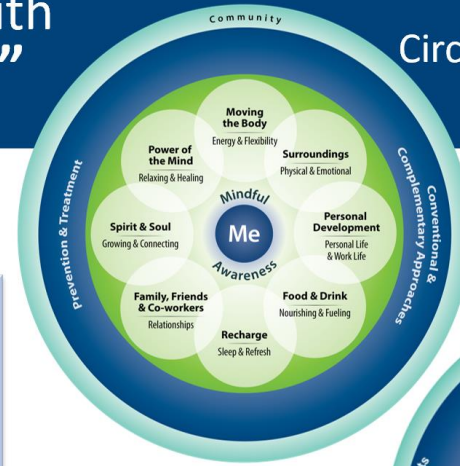 ”
Community
Prevention & Treatment
Conventional &
Complementary Approaches
Moving
the Body
Energy & Flexibility
Surroundings
Physical & Emotional
Personal
Development
Personal Life
& Work Life
Food & Drink
Nourishing & Fueling
Recharge
Sleep & Refresh
Family, Friends
& Co-workers
Relationships
Spirit & Soul
Growing & Connecting
Power of
the Mind
Relaxing & Healing
Mindful
Awareness
Me